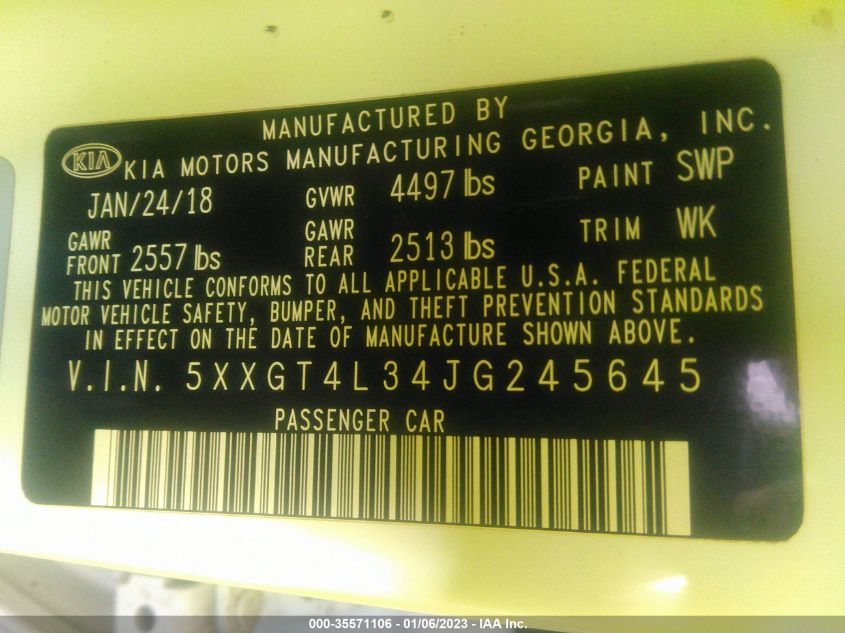 MANUFACTURED BY
KIA KIA MOTORS MANUFACTURING GEORGIA, INC.
JAN/24/18 GVWR 4497 lbs PAINT SWP
GAWR FRONT 2557 lbs GAWR REAR 2513 lbs TRIM WK
THIS VEHICLE CONFORMS TO ALL APPLICABLE U.S.A. FEDERAL
MOTOR VEHICLE SAFETY, BUMPER, AND THEFT PREVENTION STANDARDS
IN EFFECT ON THE DATE OF MANUFACTURE SHOWN ABOVE.
V.I.N. 5XXGT4L34JG245645
PASSENGER CAR
000-35571106 - 01/06/2023 - IAA Inc.